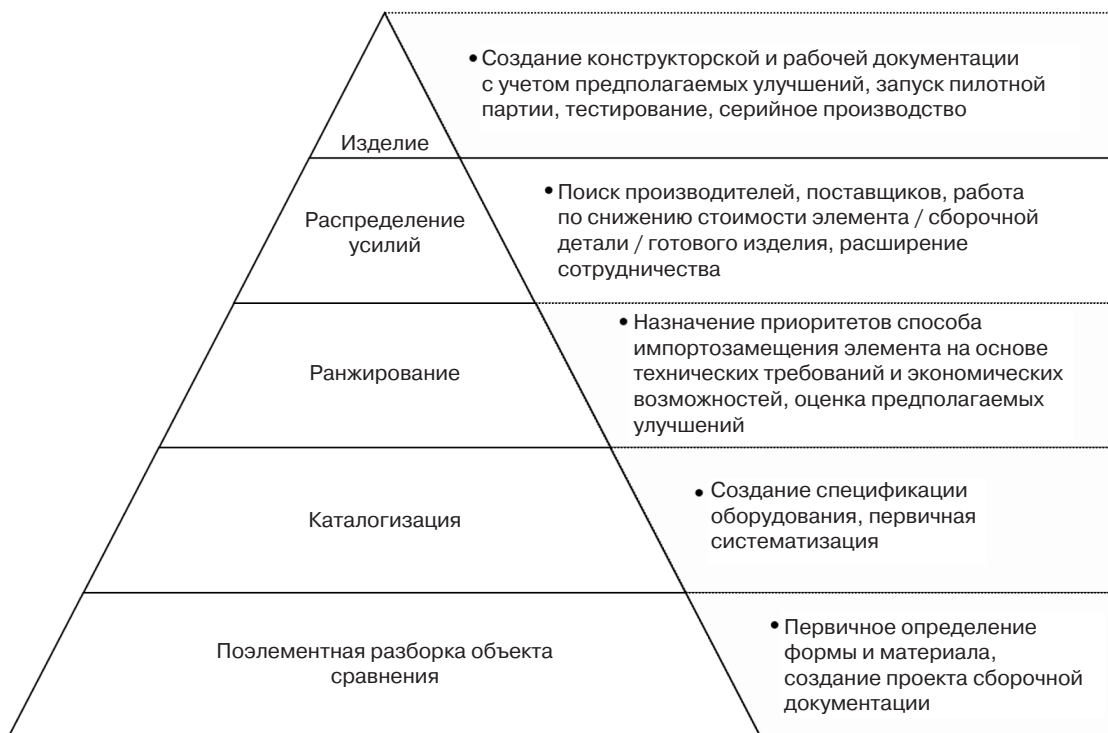 • Создание конструкторской и рабочей документации
с учетом предполагаемых улучшений, запуск пилотной
партии, тестирование, серийное производство
Изделие
• Поиск производителей, поставщиков, работа
по снижению стоимости элемента / сборочной
детали / готового изделия, расширение
сотрудничества
Распределение
усилий
• Назначение приоритетов способа
импортозамещения элемента на основе
технических требований и экономических
возможностей, оценка предполагаемых
улучшений
Ранжирование
• Создание спецификации
оборудования, первичная
систематизация
Каталогизация
• Первичное определение
формы и материала,
создание проекта сборочной
документации
Поэлементная разборка объекта
сравнения